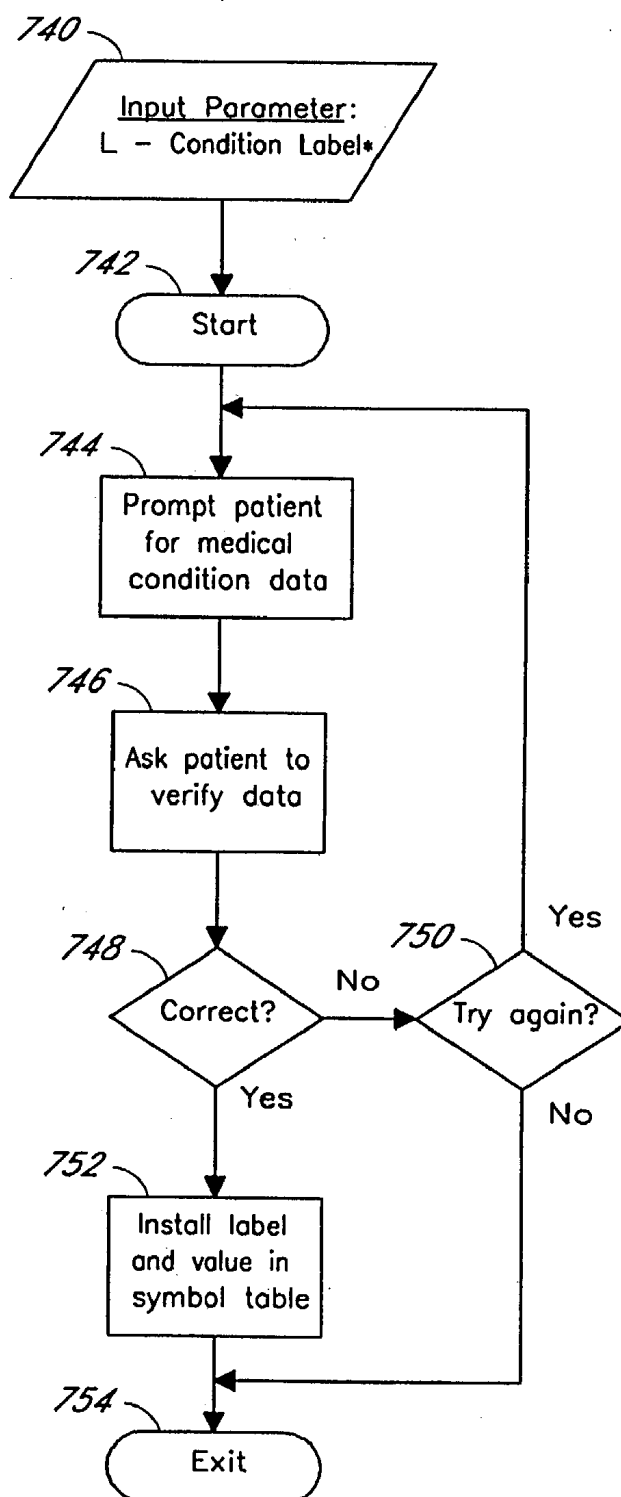 740
Input Parameter:
L - Condition Label*
742
Start
744
Prompt patient
for medical
condition data
746
Ask patient to
verify data
748
Correct?
No
750
Try again?
Yes
Yes
No
752
Install label
and value in
symbol table
754
Exit